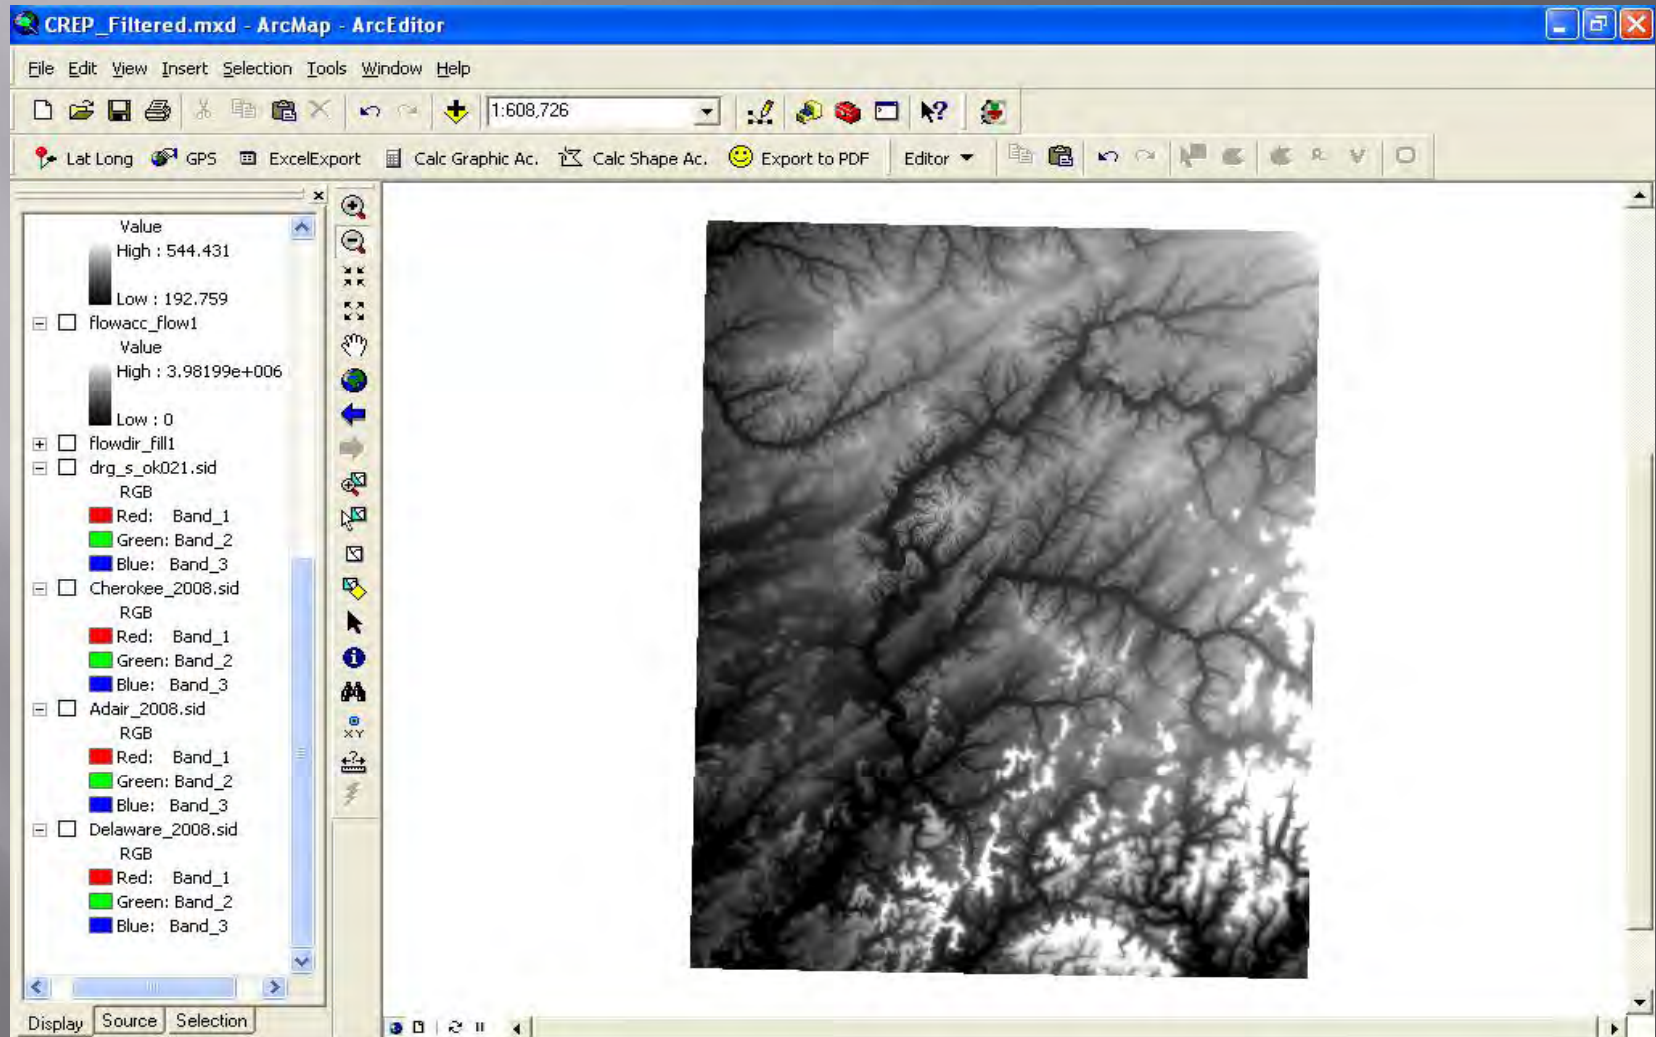 CREP_Filtered.mxd - ArcMap - ArcEditor
File Edit View Insert Selection Tools Window Help
1:608,726
Lat Long GPS ExcelExport Calc Graphic Ac. Calc Shape Ac. Export to PDF Editor
Value
High : 544.431
Low : 192.759
flowacc_flow1
Value
High : 3.98199e+006
Low : 0
flowdir_fill1
drg_s_ok021.sid
RGB
Red: Band_1
Green: Band_2
Blue: Band_3
Cherokee_2008.sid
RGB
Red: Band_1
Green: Band_2
Blue: Band_3
Adair_2008.sid
RGB
Red: Band_1
Green: Band_2
Blue: Band_3
Delaware_2008.sid
RGB
Red: Band_1
Green: Band_2
Blue: Band_3
XY
Display Source Selection